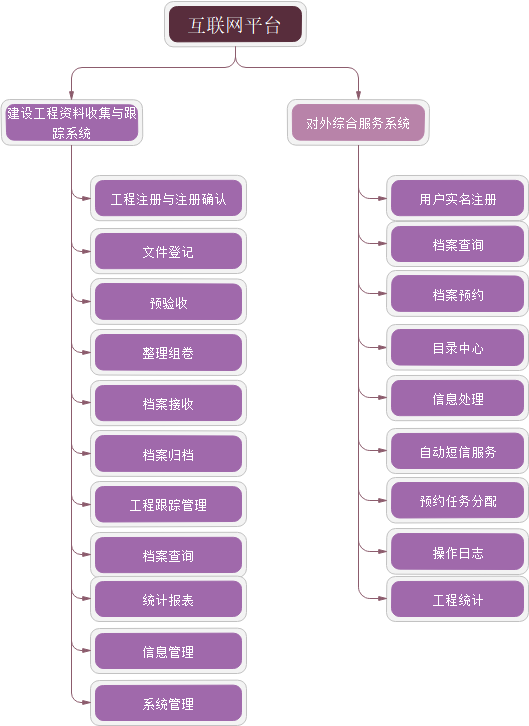 互联网平台
建设工程资料收集与跟
踪系统
工程注册与注册确认
文件登记
预验收
整理组卷
档案接收
档案归档
工程跟踪管理
档案查询
统计报表
信息管理
系统管理
对外综合服务系统
用户实名注册
档案查询
档案预约
目录中心
信息处理
自动短信服务
预约任务分配
操作日志
工程统计